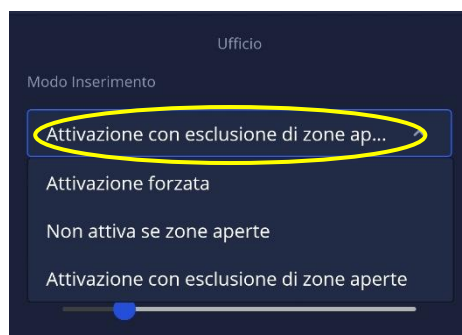 Ufficio
Modo Inserimento
Attivazione con esclusione di zone ap...
Attivazione forzata
Non attiva se zone aperte
Attivazione con esclusione di zone aperte